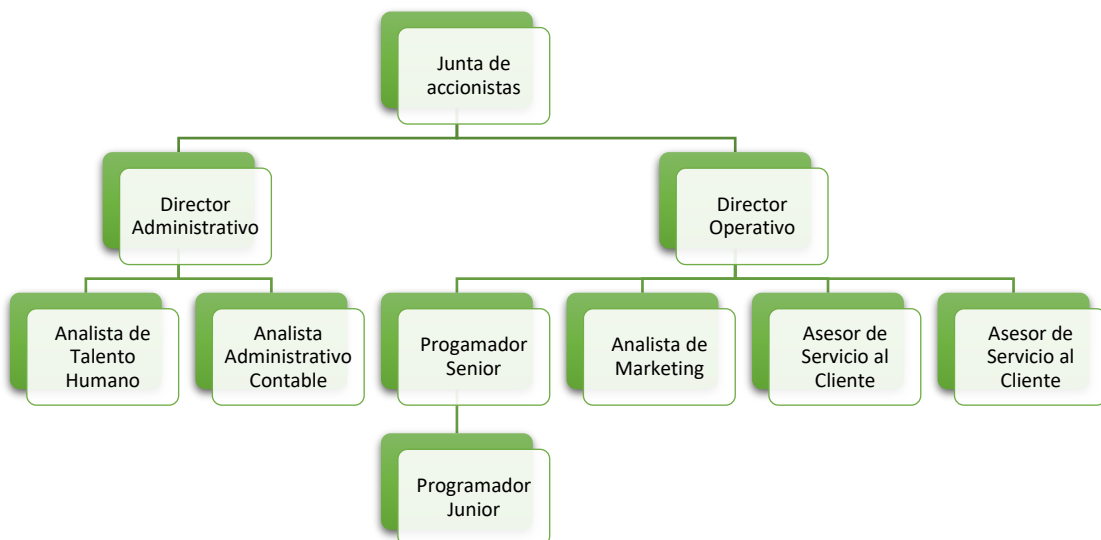 Junta de
accionistas
Director
Administrativo
Director
Operativo
Analista de
Talento
Humano
Analista
Administrativo
Contable
Progamador
Senior
Analista de
Marketing
Asesor de
Servicio al
Cliente
Asesor de
Servicio al
Cliente
Programador
Junior